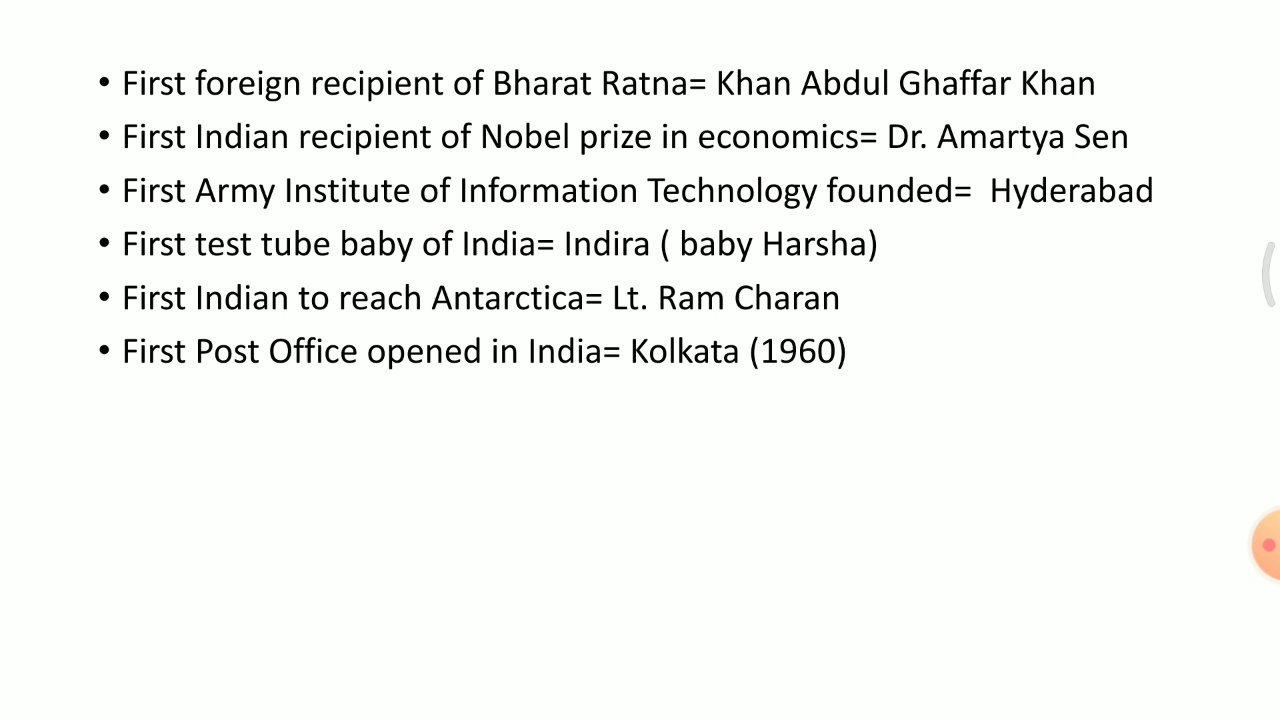 • First foreign recipient of Bharat Ratna= Khan Abdul Ghaffar Khan
• First Indian recipient of Nobel prize in economics= Dr. Amartya Sen
• First Army Institute of Information Technology founded=  Hyderabad
• First test tube baby of India= Indira ( baby Harsha)
• First Indian to reach Antarctica= Lt. Ram Charan
• First Post Office opened in India= Kolkata (1960)